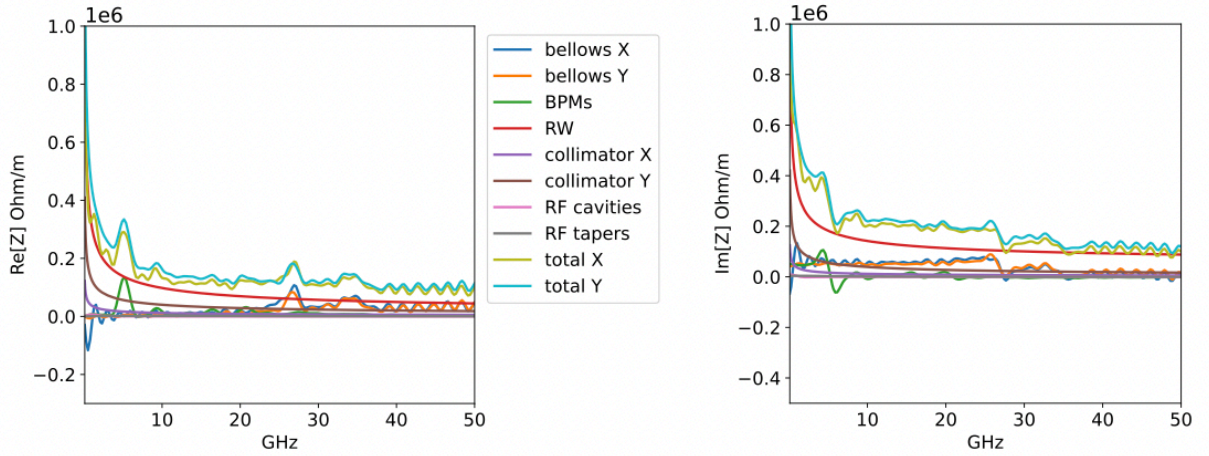 1e6
1.0
0.8
0.6
0.4
0.2
0.0
−0.2
Re[Z] Ohm/m
10 20 30 40 50
GHz
bellows X
bellows Y
BPMs
RW
collimator X
collimator Y
RF cavities
RF tapers
total X
total Y
1e6
1.0
0.8
0.6
0.4
0.2
0.0
−0.2
−0.4
Im[Z] Ohm/m
10 20 30 40 50
GHz